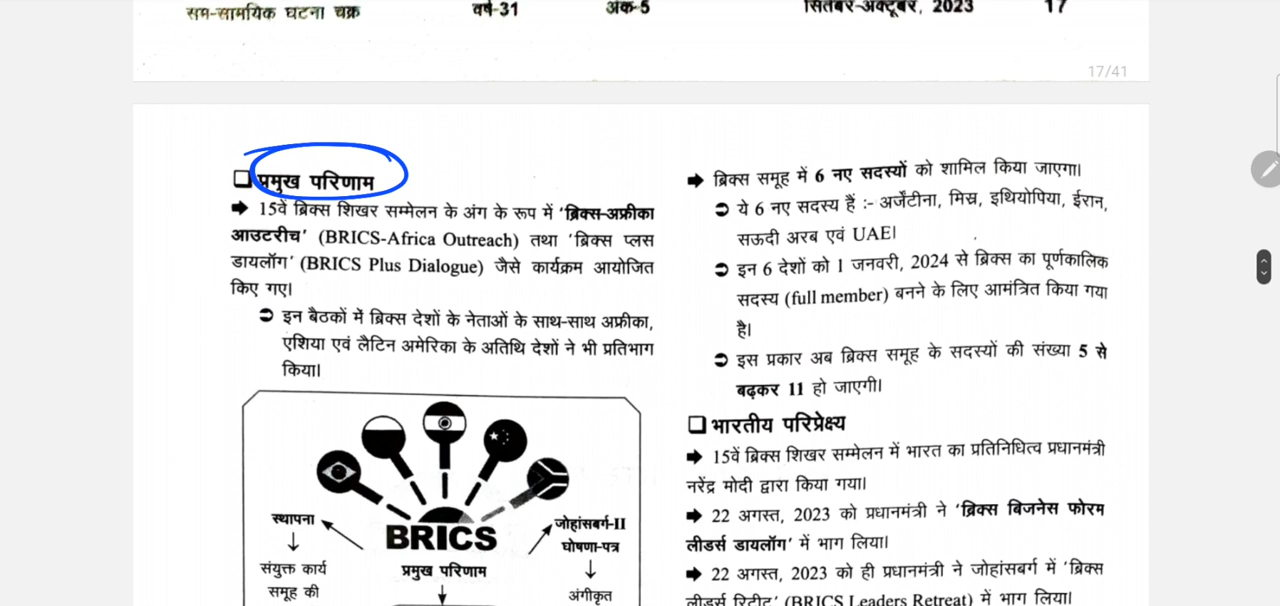 सम-सामयिक घटना चक्र वर्ष-31 अंक-5 सितंबर-अक्टूबर, 2023 17
17/41
❑ प्रमुख परिणाम
➡ 15वें ब्रिक्स शिखर सम्मेलन के अंग के रूप में ‘ब्रिक्स-अफ्रीका
आउटरीच’ (BRICS-Africa Outreach) तथा ‘ब्रिक्स प्लस
डायलॉग’ (BRICS Plus Dialogue) जैसे कार्यक्रम आयोजित
किए गए।
⊃ इन बैठकों में ब्रिक्स देशों के नेताओं के साथ-साथ अफ्रीका,
एशिया एवं लैटिन अमेरिका के अतिथि देशों ने भी प्रतिभाग
किया।
BRICS
स्थापना
↓
संयुक्त कार्य
समूह की
प्रमुख परिणाम
↓
जोहांसबर्ग-II
घोषणा-पत्र
↓
अंगीकृत
➡ ब्रिक्स समूह में 6 नए सदस्यों को शामिल किया जाएगा।
⊃ ये 6 नए सदस्य हैं :- अर्जेंटीना, मिस्र, इथियोपिया, ईरान,
सऊदी अरब एवं UAE।
⊃ इन 6 देशों को 1 जनवरी, 2024 से ब्रिक्स का पूर्णकालिक
सदस्य (full member) बनने के लिए आमंत्रित किया गया
है।
⊃ इस प्रकार अब ब्रिक्स समूह के सदस्यों की संख्या 5 से
बढ़कर 11 हो जाएगी।
❑ भारतीय परिप्रेक्ष्य
➡ 15वें ब्रिक्स शिखर सम्मेलन में भारत का प्रतिनिधित्व प्रधानमंत्री
नरेंद्र मोदी द्वारा किया गया।
➡ 22 अगस्त, 2023 को प्रधानमंत्री ने ‘ब्रिक्स बिजनेस फोरम
लीडर्स डायलॉग’ में भाग लिया।
➡ 22 अगस्त, 2023 को ही प्रधानमंत्री ने जोहांसबर्ग में ‘ब्रिक्स
लीडर्स रिट्रीट’ (BRICS Leaders Retreat) में भाग लिया।